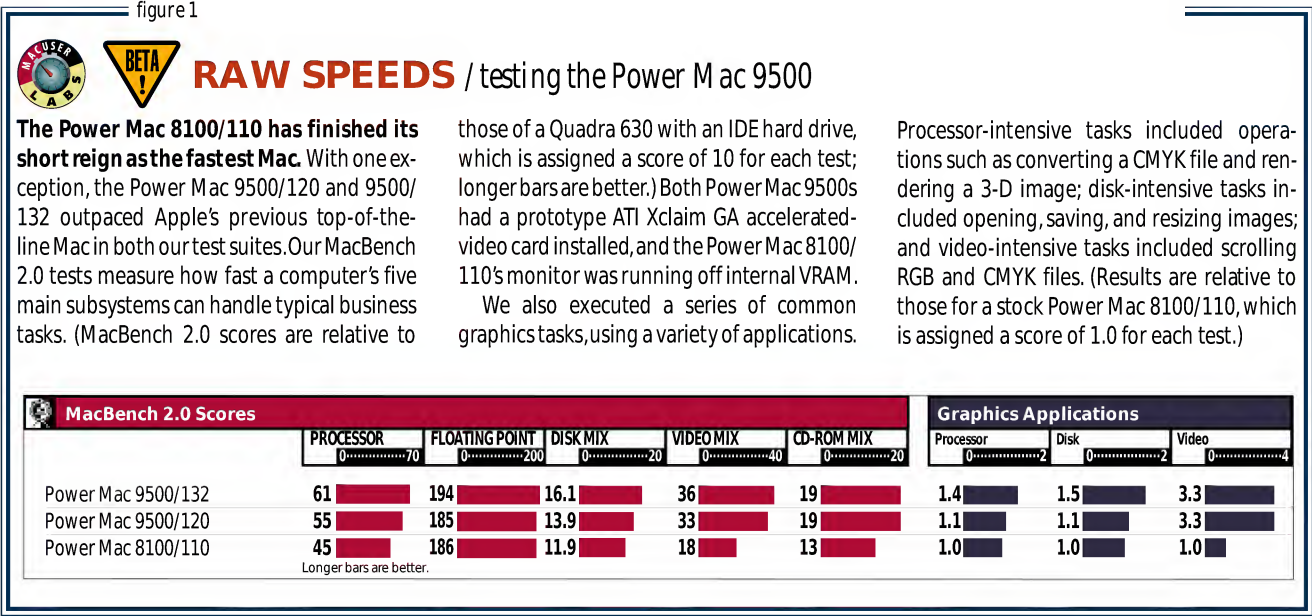 figure 1
MACUSER
LABS
BETA
!
RAW SPEEDS / testing the Power Mac 9500
The Power Mac 8100/110 has finished its
short reign as the fastest Mac. With one ex-
ception, the Power Mac 9500/120 and 9500/
132 outpaced Apple's previous top-of-the-
line Mac in both our test suites. Our MacBench
2.0 tests measure how fast a computer's five
main subsystems can handle typical business
tasks. (MacBench 2.0 scores are relative to
those of a Quadra 630 with an IDE hard drive,
which is assigned a score of 10 for each test;
longer bars are better.) Both Power Mac 9500s
had a prototype ATI Xclaim GA accelerated-
video card installed, and the Power Mac 8100/
110's monitor was running off internal VRAM.
We also executed a series of common
graphics tasks, using a variety of applications.
Processor-intensive tasks included opera-
tions such as converting a CMYK file and ren-
dering a 3-D image; disk-intensive tasks in-
cluded opening, saving, and resizing images;
and video-intensive tasks included scrolling
RGB and CMYK files. (Results are relative to
those for a stock Power Mac 8100/110, which
is assigned a score of 1.0 for each test.)
MacBench 2.0 Scores Graphics Applications
PROCESSOR FLOATING POINT DISK MIX VIDEO MIX CD-ROM MIX Processor Disk Video
0 70 0 200 0 20 0 40 0 20 0 2 0 2 0 4
Power Mac 9500/132 61 194 16.1 36 19 1.4 1.5 3.3
Power Mac 9500/120 55 185 13.9 33 19 1.1 1.1 3.3
Power Mac 8100/110 45 186 11.9 18 13 1.0 1.0 1.0
Longer bars are better.